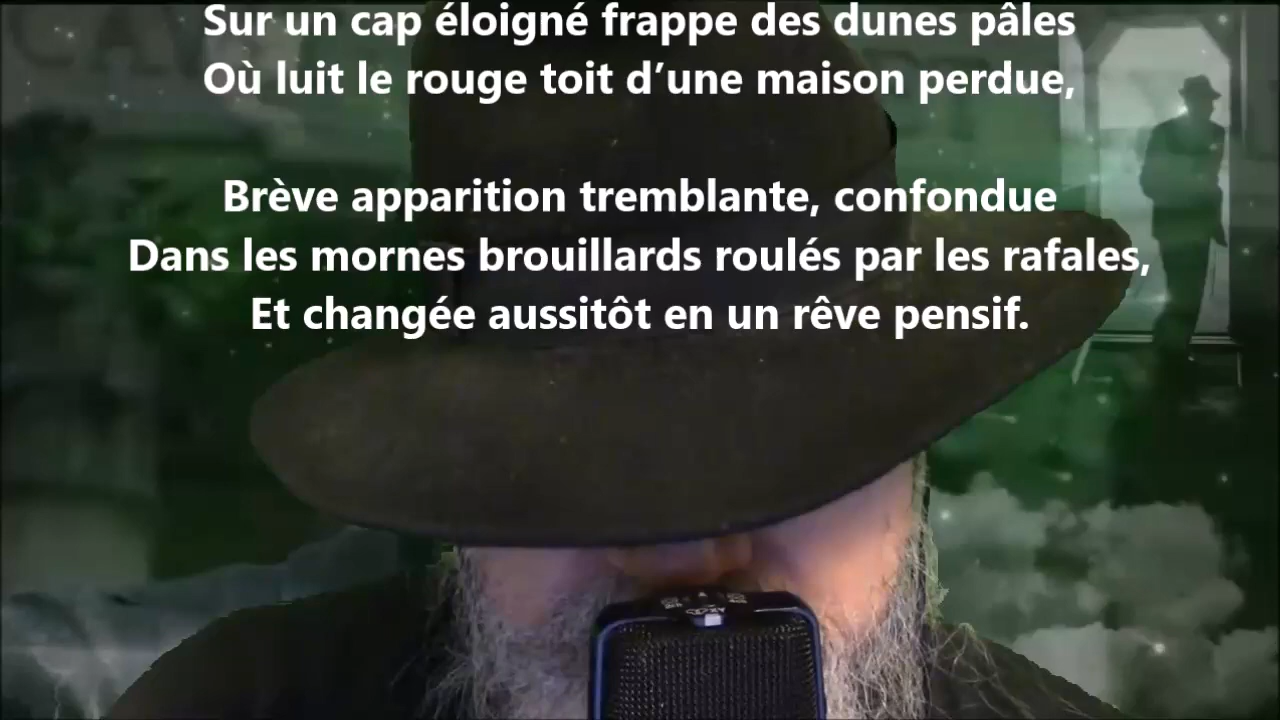 Sur un cap éloigné frappe des dunes pâles
Où luit le rouge toit d’une maison perdue,
Brève apparition tremblante, confondue
Dans les mornes brouillards roulés par les rafales,
Et changée aussitôt en un rêve pensif.